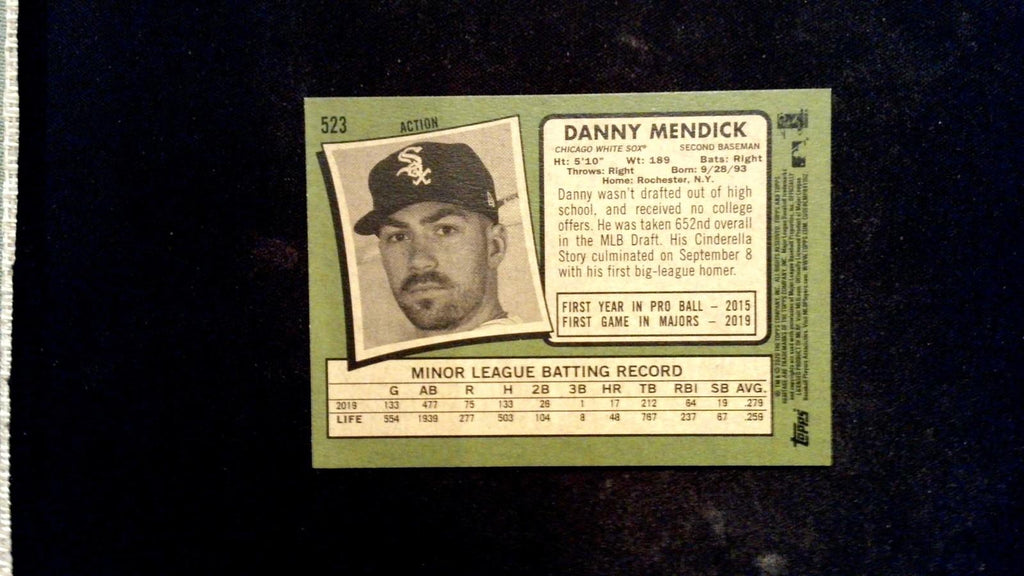 523
ACTION
DANNY MENDICK
CHICAGO WHITE SOX® SECOND BASEMAN
Ht: 5'10" Wt: 189 Bats: Right
Throws: Right Born: 9/28/93
Home: Rochester, N.Y.
Danny wasn't drafted out of high
school, and received no college
offers. He was taken 652nd overall
in the MLB Draft. His Cinderella
Story culminated on September 8
with his first big-league homer.
FIRST YEAR IN PRO BALL – 2015
FIRST GAME IN MAJORS – 2019
MINOR LEAGUE BATTING RECORD
G AB R H 2B 3B HR TB RBI SB AVG.
2019 133 477 75 133 26 1 17 212 64 19 .279
LIFE 554 1939 277 503 104 8 48 767 237 67 .259
topps